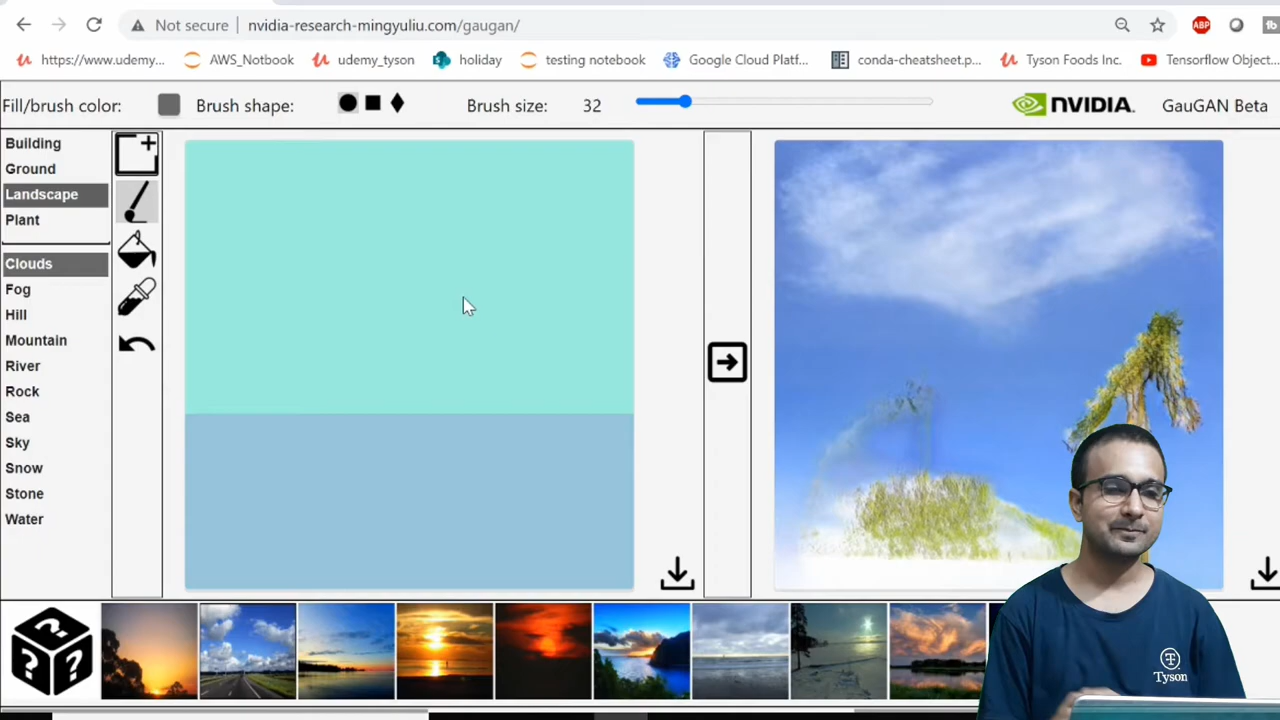 Not secure | nvidia-research-mingyuliu.com/gaugan/ ABP
https://www.udemy... AWS_Notbook udemy_tyson holiday testing notebook Google Cloud Platf... conda-cheatsheet.p... Tyson Foods Inc. Tensorflow Object...
Fill/brush color: Brush shape: Brush size: 32 NVIDIA. GauGAN Beta
Building
Ground
Landscape
Plant
Clouds
Fog
Hill
Mountain
River
Rock
Sea
Sky
Snow
Stone
Water
? ? ?
Tyson